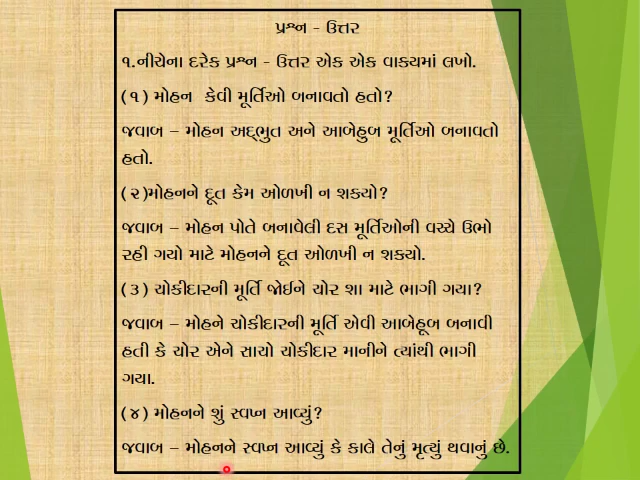 પ્રશ્ન - ઉત્તર
૧.નીચેના દરેક પ્રશ્ન - ઉત્તર એક એક વાક્યમાં લખો.
(૧) મોહન કેવી મૂર્તિઓ બનાવતો હતો?
જવાબ – મોહન અદ્ભુત અને આબેહુબ મૂર્તિઓ બનાવતો
હતો.
(૨)મોહનને દૂત કેમ ઓળખી ન શક્યો?
જવાબ – મોહન પોતે બનાવેલી દસ મૂર્તિઓની વચ્ચે ઉભો
રહી ગયો માટે મોહનને દૂત ઓળખી ન શક્યો.
(૩) ચોકીદારની મૂર્તિ જોઈને ચોર શા માટે ભાગી ગયા?
જવાબ – મોહને ચોકીદારની મૂર્તિ એવી આબેહૂબ બનાવી
હતી કે ચોર એને સાચો ચોકીદાર માનીને ત્યાંથી ભાગી
ગયા.
(૪) મોહનને શું સ્વપ્ન આવ્યું?
જવાબ – મોહનને સ્વપ્ન આવ્યું કે કાલે તેનું મૃત્યું થવાનું છે.